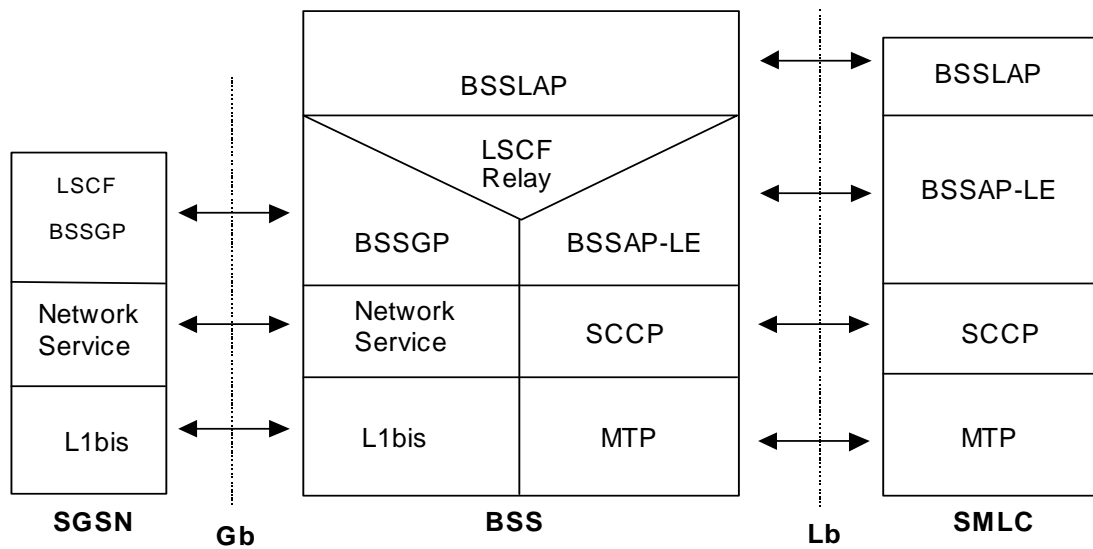 BSSLAP
LSCF
Relay
BSSGP
BSSAP-LE
Network
Service
SCCP
L1bis
MTP
BSS
LSCF
BSSGP
Network
Service
L1bis
SGSN
Gb
BSSLAP
BSSAP-LE
SCCP
MTP
SMLC
Lb